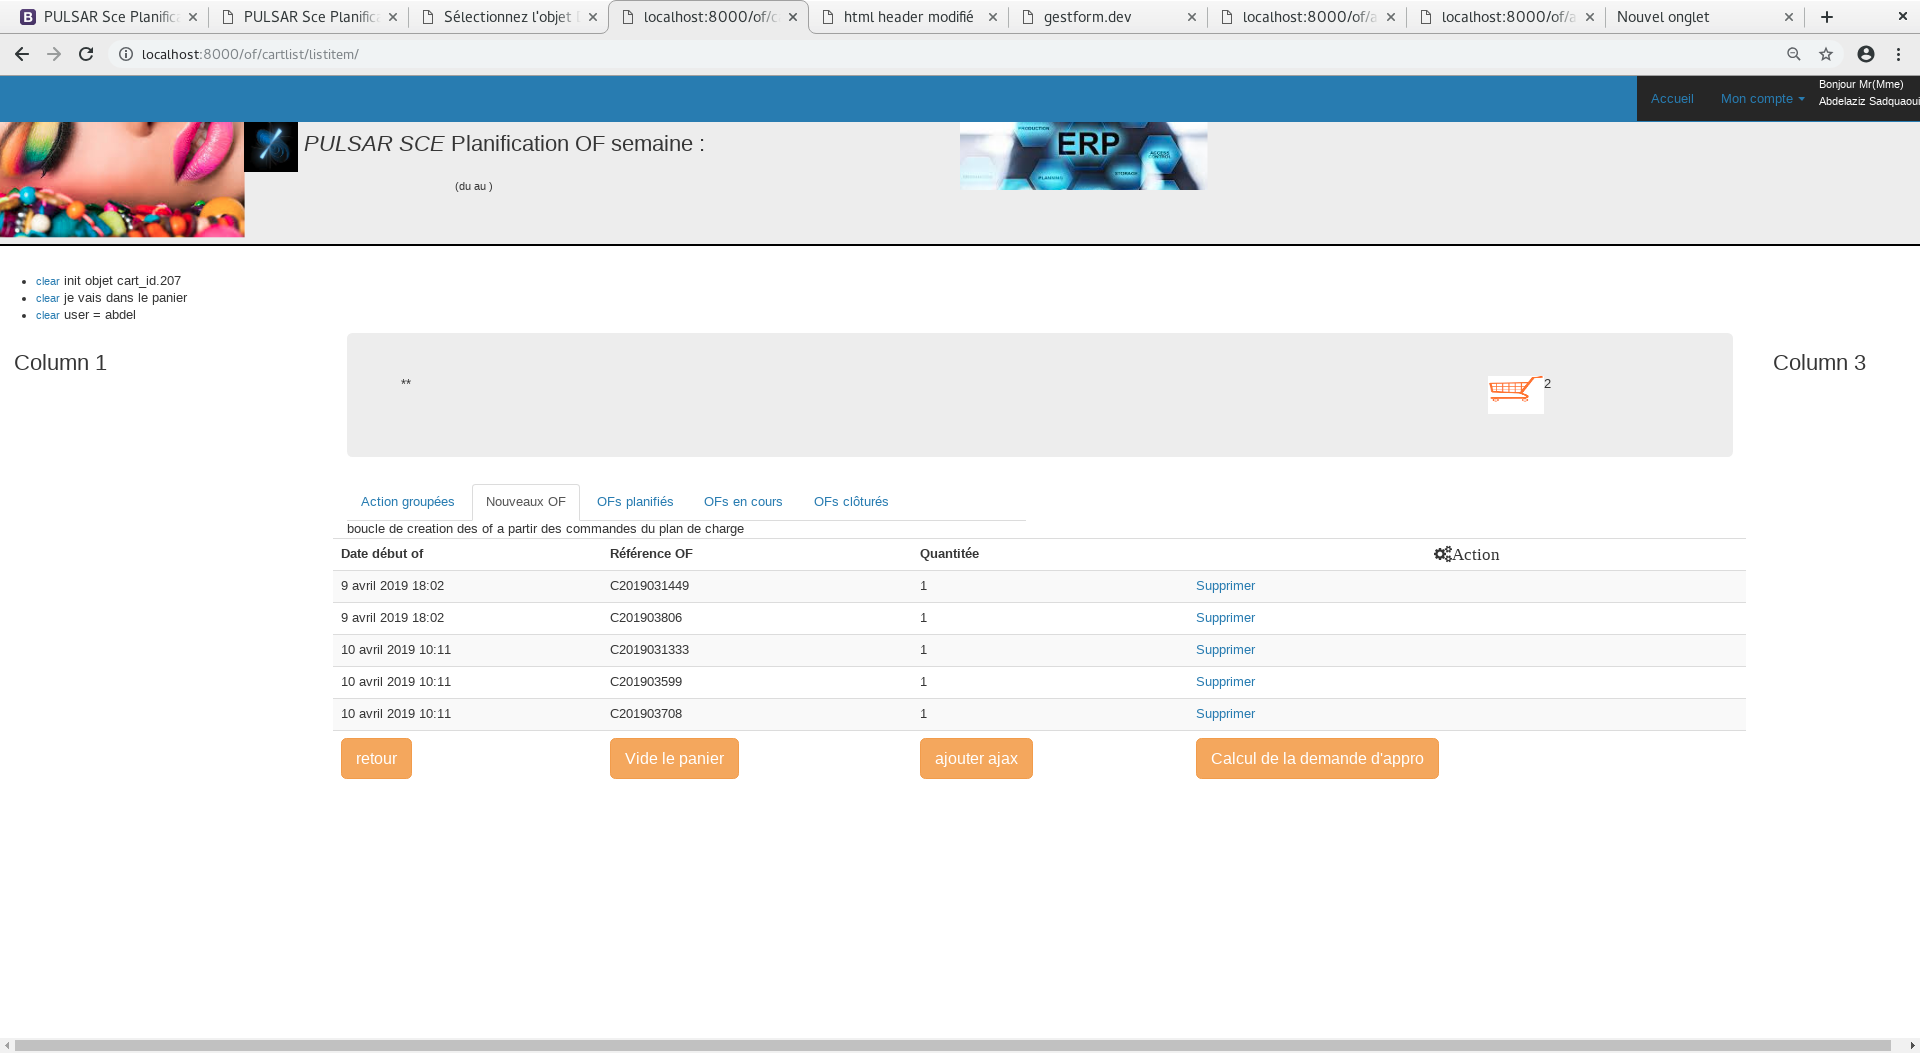 PULSAR Sce Planific
PULSAR Sce Planific
Sélectionnez l'objet
localhost:8000/of/c
html header modifié
gestform.dev
localhost:8000/of/a
localhost:8000/of/a
Nouvel onglet
localhost:8000/of/cartlist/listitem/
Accueil
Mon compte
Bonjour Mr(Mme)
Abdelaziz Sadquaoui
PULSAR SCE Planification OF semaine :
(du au )
PRODUCTION
ERP
ACCESS CONTROL
PLANNING
STORAGE
clear init objet cart_id.207
clear je vais dans le panier
clear user = abdel
Column 1
**
2
Column 3
Action groupées
Nouveaux OF
OFs planifiés
OFs en cours
OFs clôturés
boucle de creation des of a partir des commandes du plan de charge
Date début of Référence OF Quantitée Action
9 avril 2019 18:02 C2019031449 1 Supprimer
9 avril 2019 18:02 C201903806 1 Supprimer
10 avril 2019 10:11 C2019031333 1 Supprimer
10 avril 2019 10:11 C201903599 1 Supprimer
10 avril 2019 10:11 C201903708 1 Supprimer
retour
Vide le panier
ajouter ajax
Calcul de la demande d'appro